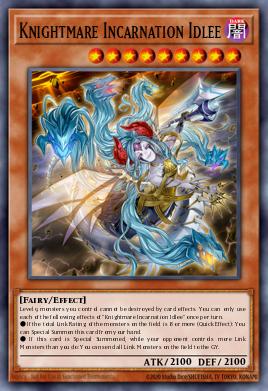 Knightmare Incarnation Idlee
DARK
闇
[Fairy/Effect]
Level 9 monsters you control cannot be destroyed by card effects. You can only use
each of the following effects of "Knightmare Incarnation Idlee" once per turn.
●If the total Link Rating of the monsters on the field is 8 or more (Quick Effect): You
can Special Summon this card from your hand.
●If this card is Special Summoned, while your opponent controls more Link
Monsters than you do: You can send all Link Monsters on the field to the GY.
ATK/2100 DEF/2100
©2020 Studio Dice/SHUEISHA, TV TOKYO, KONAMI